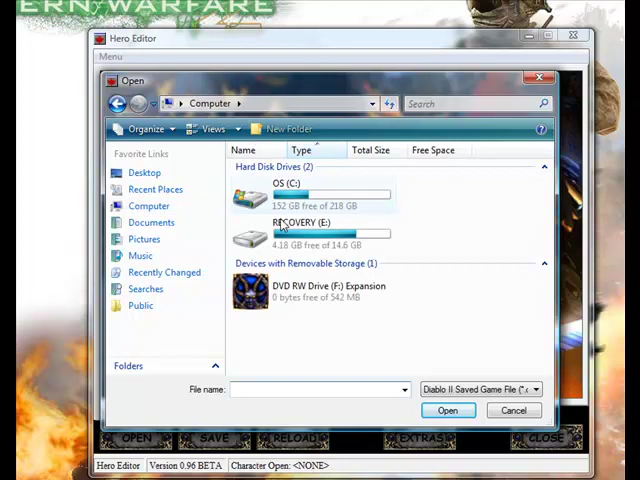 ERN WARFARE
Hero Editor
Menu
Open
Computer
Search
Organize Views New Folder
Favorite Links
Desktop
Recent Places
Computer
Documents
Pictures
Music
Recently Changed
Searches
Public
Folders
Name Type Total Size Free Space
Hard Disk Drives (2)
OS (C:)
152 GB free of 218 GB
RECOVERY (E:)
4.18 GB free of 14.6 GB
Devices with Removable Storage (1)
DVD RW Drive (F:) Expansion
0 bytes free of 542 MB
File name:
Diablo II Saved Game File (*.
Open Cancel
OPEN SAVE RELOAD EXTRAS CLOSE
Hero Editor Version 0.96 BETA Character Open: <NONE>